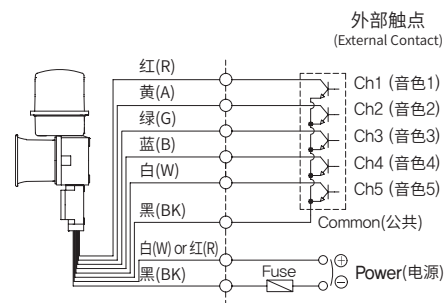 外部触点
(External Contact)
红(R)
Ch1 (音色1)
黄(A)
Ch2 (音色2)
绿(G)
Ch3 (音色3)
蓝(B)
Ch4 (音色4)
白(W)
Ch5 (音色5)
黑(BK)
Common(公共)
白(W) or 红(R)
黑(BK)
Fuse
⊕
⊖
Power(电源)